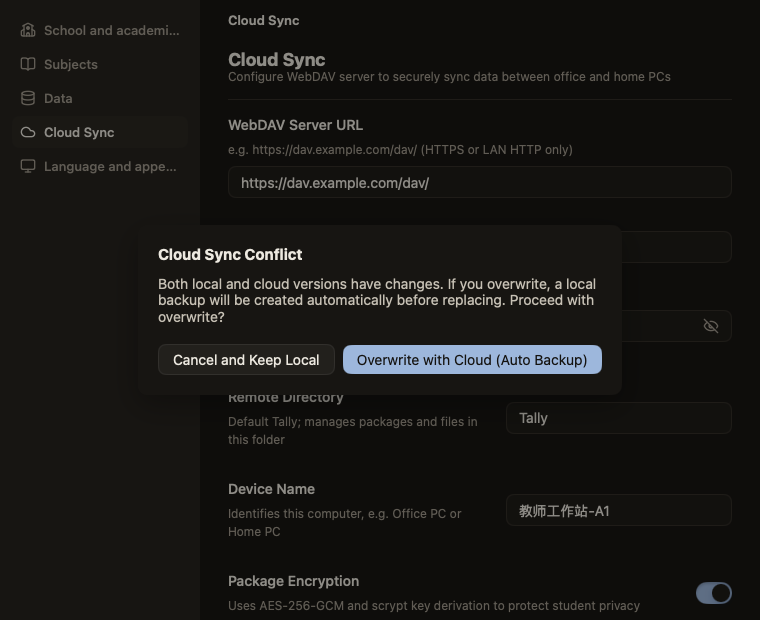 School and academi...
Subjects
Data
Cloud Sync
Language and appe...
Cloud Sync
Cloud Sync
Configure WebDAV server to securely sync data between office and home PCs
WebDAV Server URL
e.g. https://dav.example.com/dav/ (HTTPS or LAN HTTP only)
https://dav.example.com/dav/
Cloud Sync Conflict
Both local and cloud versions have changes. If you overwrite, a local
backup will be created automatically before replacing. Proceed with
overwrite?
Cancel and Keep Local
Overwrite with Cloud (Auto Backup)
Remote Directory
Default Tally; manages packages and files in
this folder
Tally
Device Name
Identifies this computer, e.g. Office PC or
Home PC
教师工作站-A1
Package Encryption
Uses AES-256-GCM and scrypt key derivation to protect student privacy